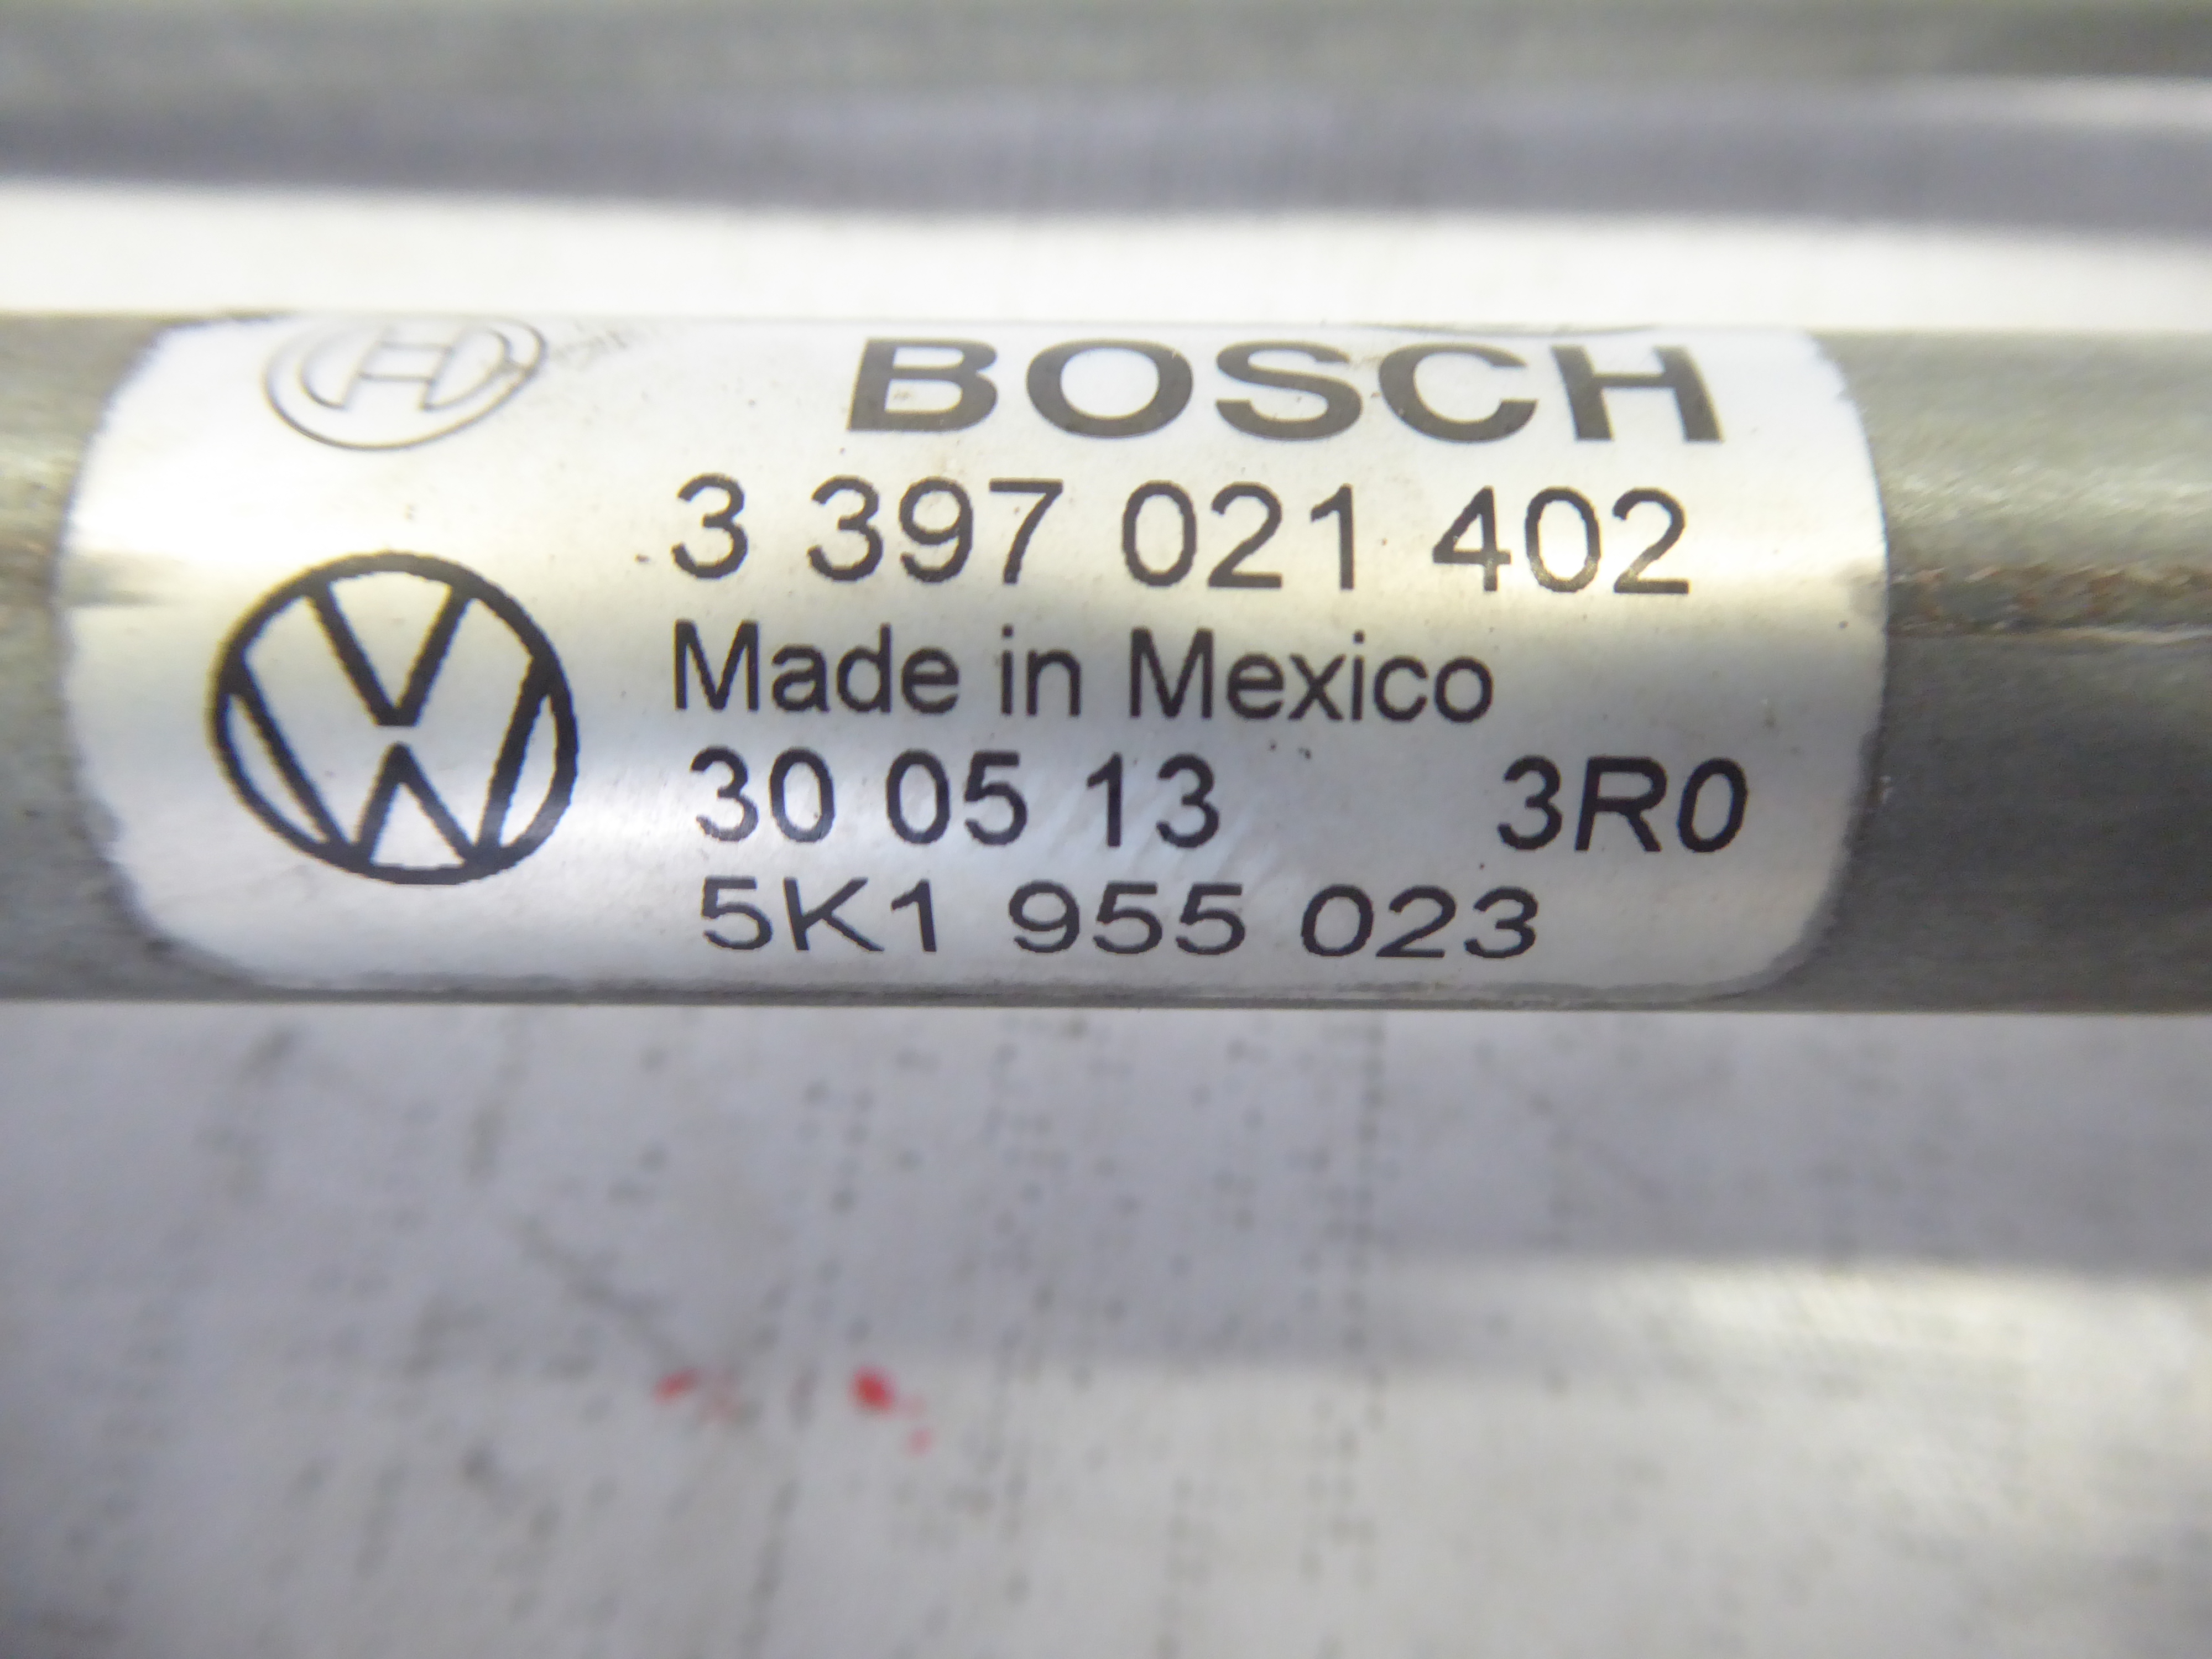 BOSCH
3 397 021 402
Made in Mexico
30 05 13 3R0
5K1 955 023